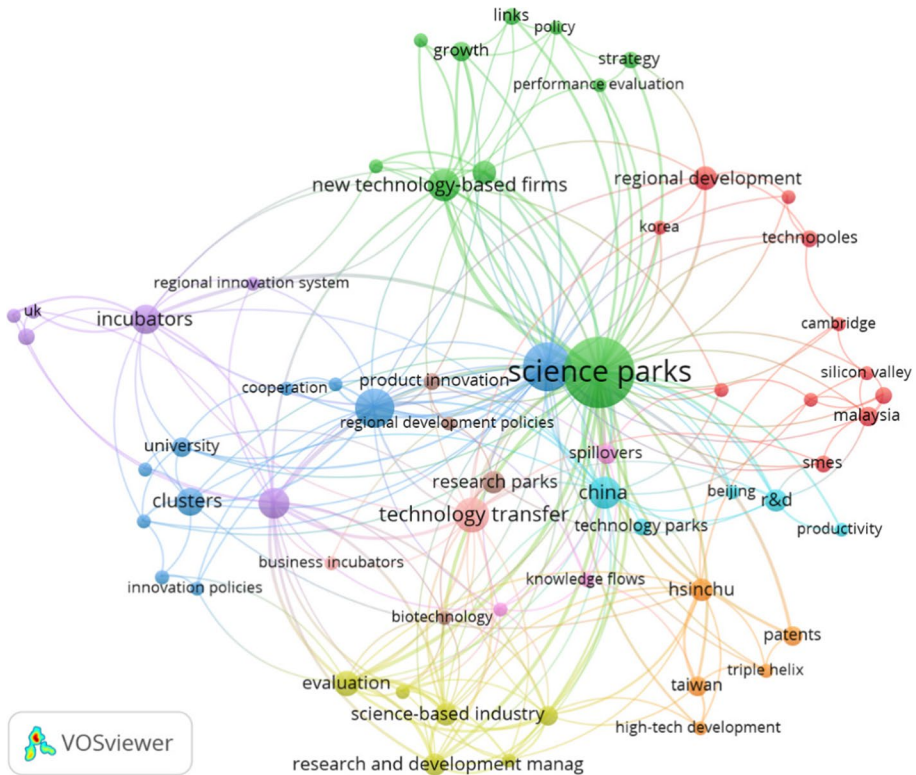 links
policy
growth
strategy
performance evaluation
new technology-based firms
regional development
korea
technopoles
regional innovation system
uk
incubators
cambridge
science parks
silicon valley
product innovation
cooperation
malaysia
regional development policies
university
spillovers
smes
research parks
china
beijing
r&d
clusters
technology transfer
technology parks
productivity
business incubators
knowledge flows
innovation policies
hsinchu
biotechnology
patents
triple helix
evaluation
taiwan
science-based industry
high-tech development
research and development manag
VOSviewer